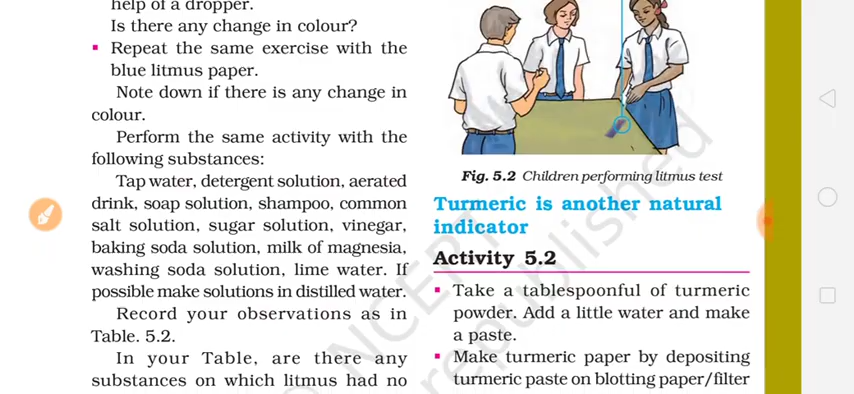 help of a dropper.
Is there any change in colour?
▪ Repeat the same exercise with the
blue litmus paper.
Note down if there is any change in
colour.
Perform the same activity with the
following substances:
Tap water, detergent solution, aerated
drink, soap solution, shampoo, common
salt solution, sugar solution, vinegar,
baking soda solution, milk of magnesia,
washing soda solution, lime water. If
possible make solutions in distilled water.
Record your observations as in
Table. 5.2.
In your Table, are there any
substances on which litmus had no
Fig. 5.2 Children performing litmus test
Turmeric is another natural
indicator
Activity 5.2
▪ Take a tablespoonful of turmeric
powder. Add a little water and make
a paste.
▪ Make turmeric paper by depositing
turmeric paste on blotting paper/filter
© NCERT
republished